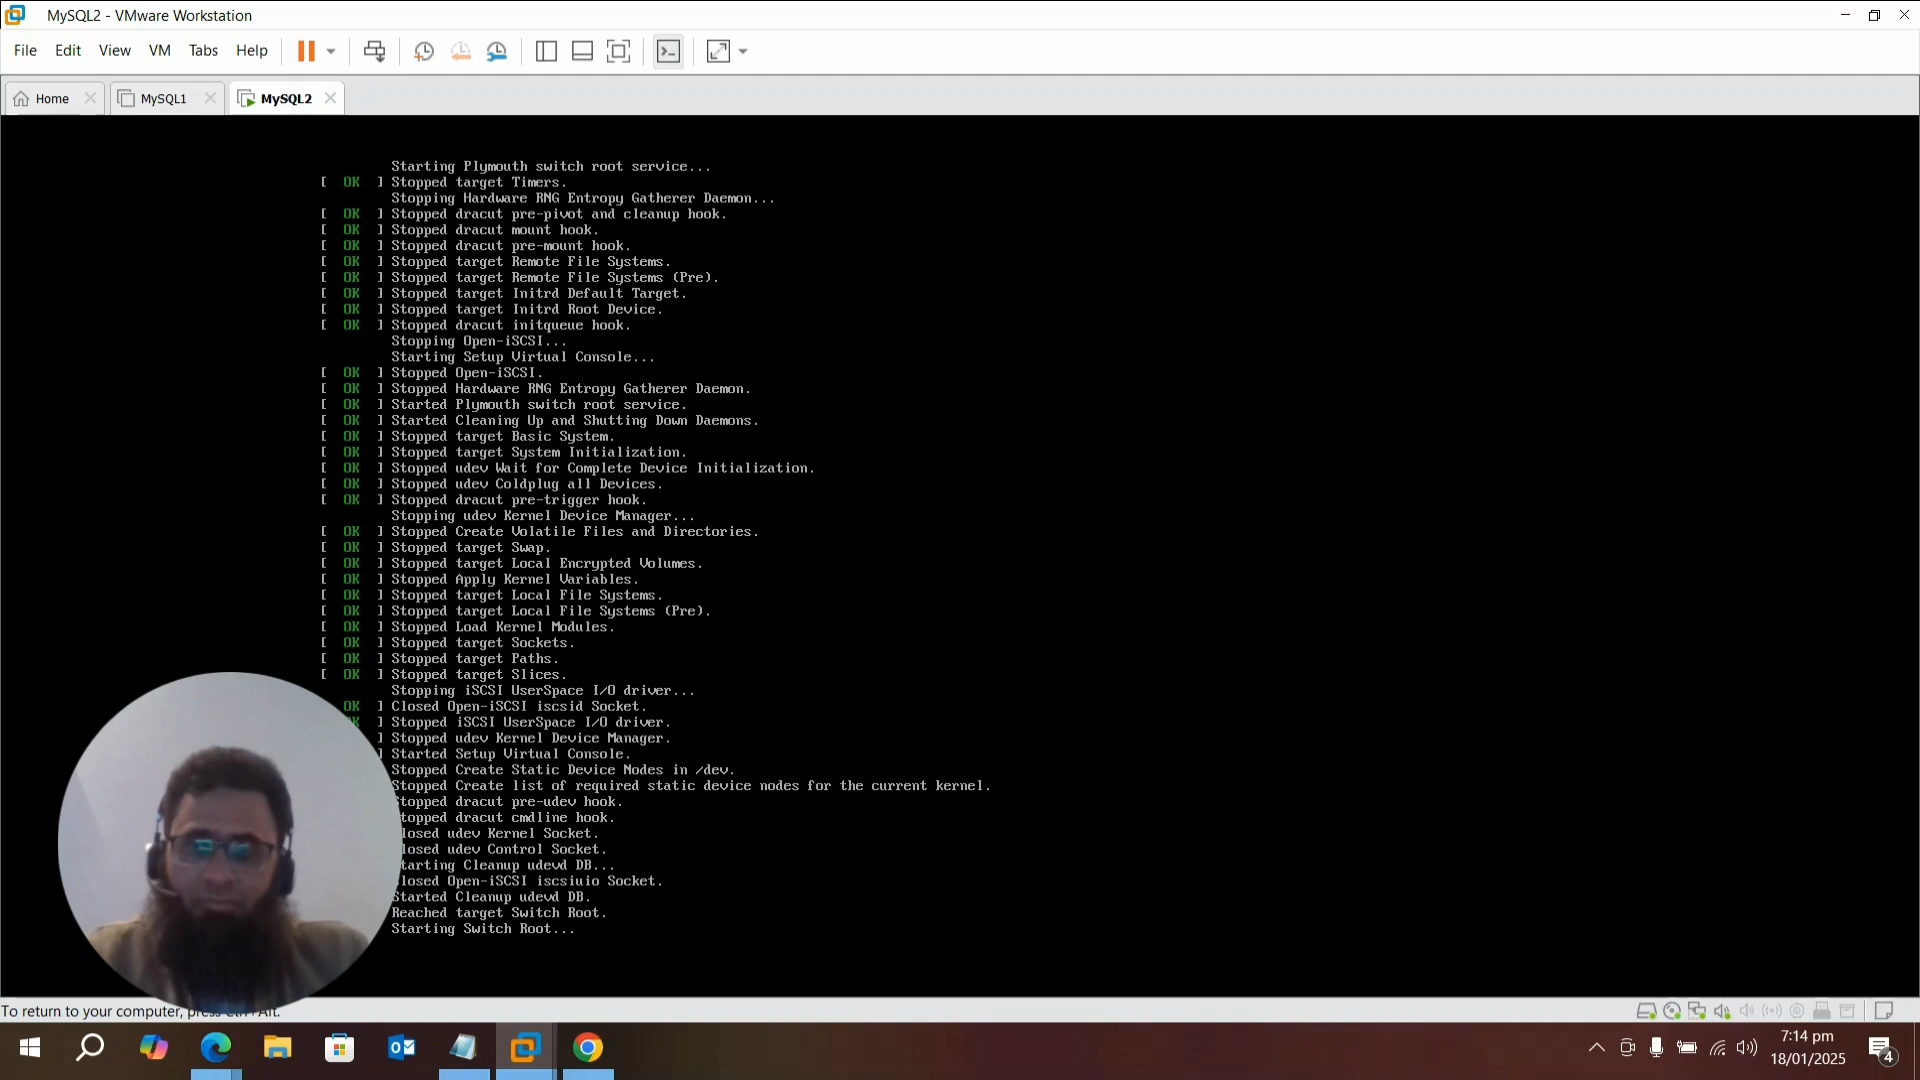 MySQL2 - VMware Workstation
File Edit View VM Tabs Help
Home MySQL1 MySQL2
Starting Plymouth switch root service...
[ OK ] Stopped target Timers.
Stopping Hardware RNG Entropy Gatherer Daemon...
[ OK ] Stopped dracut pre-pivot and cleanup hook.
[ OK ] Stopped dracut mount hook.
[ OK ] Stopped dracut pre-mount hook.
[ OK ] Stopped target Remote File Systems.
[ OK ] Stopped target Remote File Systems (Pre).
[ OK ] Stopped target Initrd Default Target.
[ OK ] Stopped target Initrd Root Device.
[ OK ] Stopped dracut initqueue hook.
Stopping Open-iSCSI...
Starting Setup Virtual Console...
[ OK ] Stopped Open-iSCSI.
[ OK ] Stopped Hardware RNG Entropy Gatherer Daemon.
[ OK ] Started Plymouth switch root service.
[ OK ] Started Cleaning Up and Shutting Down Daemons.
[ OK ] Stopped target Basic System.
[ OK ] Stopped target System Initialization.
[ OK ] Stopped udev Wait for Complete Device Initialization.
[ OK ] Stopped udev Coldplug all Devices.
[ OK ] Stopped dracut pre-trigger hook.
Stopping udev Kernel Device Manager...
[ OK ] Stopped Create Volatile Files and Directories.
[ OK ] Stopped target Swap.
[ OK ] Stopped target Local Encrypted Volumes.
[ OK ] Stopped Apply Kernel Variables.
[ OK ] Stopped target Local File Systems.
[ OK ] Stopped target Local File Systems (Pre).
[ OK ] Stopped Load Kernel Modules.
[ OK ] Stopped target Sockets.
[ OK ] Stopped target Paths.
[ OK ] Stopped target Slices.
Stopping iSCSI UserSpace I/O driver...
OK ] Closed Open-iSCSI iscsid Socket.
K ] Stopped iSCSI UserSpace I/O driver.
] Stopped udev Kernel Device Manager.
] Started Setup Virtual Console.
Stopped Create Static Device Nodes in /dev.
Stopped Create list of required static device nodes for the current kernel.
Stopped dracut pre-udev hook.
topped dracut cmdline hook.
losed udev Kernel Socket.
losed udev Control Socket.
tarting Cleanup udevd DB...
losed Open-iSCSI iscsiuio Socket.
Started Cleanup udevd DB.
Reached target Switch Root.
Starting Switch Root...
To return to your computer, press Ctrl+Alt.
7:14 pm
18/01/2025
4